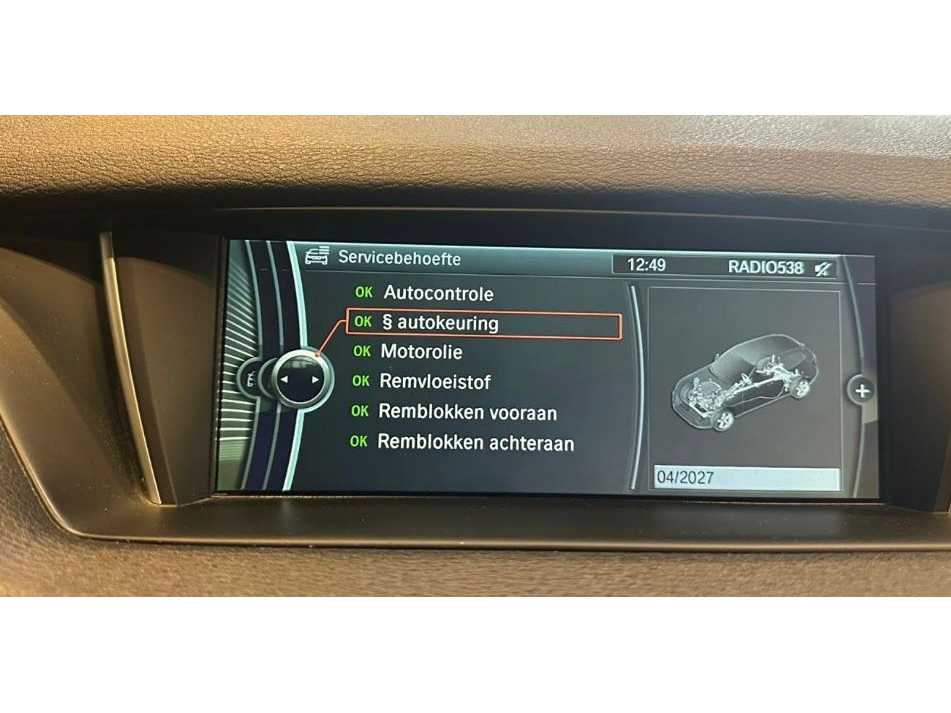 Servicebehoefte
12:49 RADIO538
OK Autocontrole
OK § autokeuring
OK Motorolie
OK Remvloeistof
OK Remblokken vooraan
OK Remblokken achteraan
04/2027